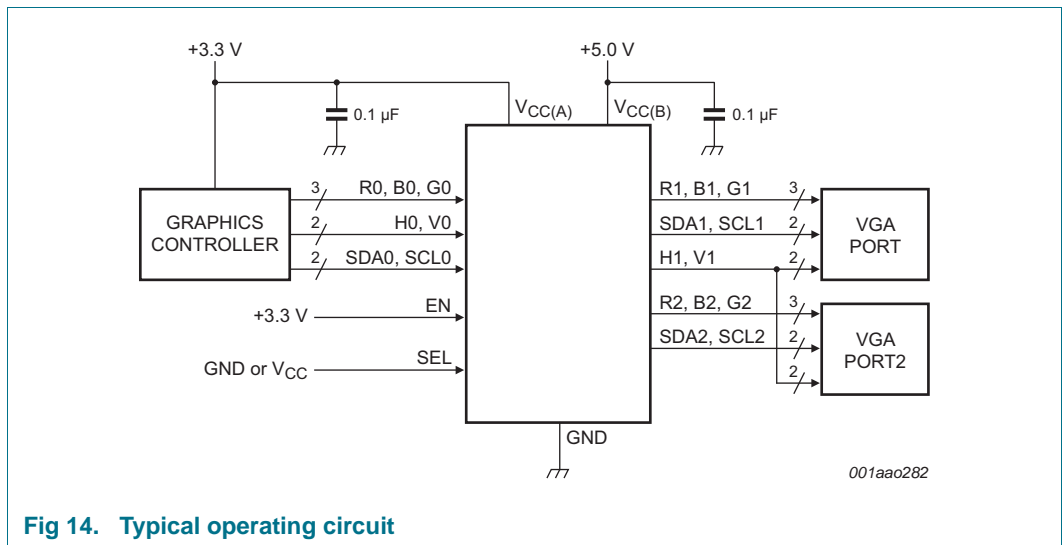 +3.3 V
+5.0 V
0.1 µF
VCC(A)
VCC(B)
0.1 µF
GRAPHICS
CONTROLLER
3
R0, B0, G0
2
H0, V0
2
SDA0, SCL0
+3.3 V
EN
GND or VCC
SEL
R1, B1, G1
3
SDA1, SCL1
2
H1, V1
2
VGA
PORT
R2, B2, G2
3
SDA2, SCL2
2
2
VGA
PORT2
GND
001aao282
Fig 14. Typical operating circuit